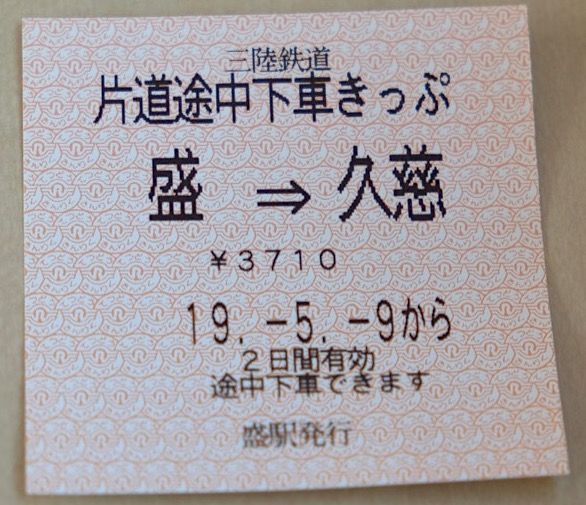 三陸鉄道
片道途中下車きっぷ
盛 ⇒ 久慈
￥3710
19.-5.-9から
2日間有効
途中下車できます
盛駅発行